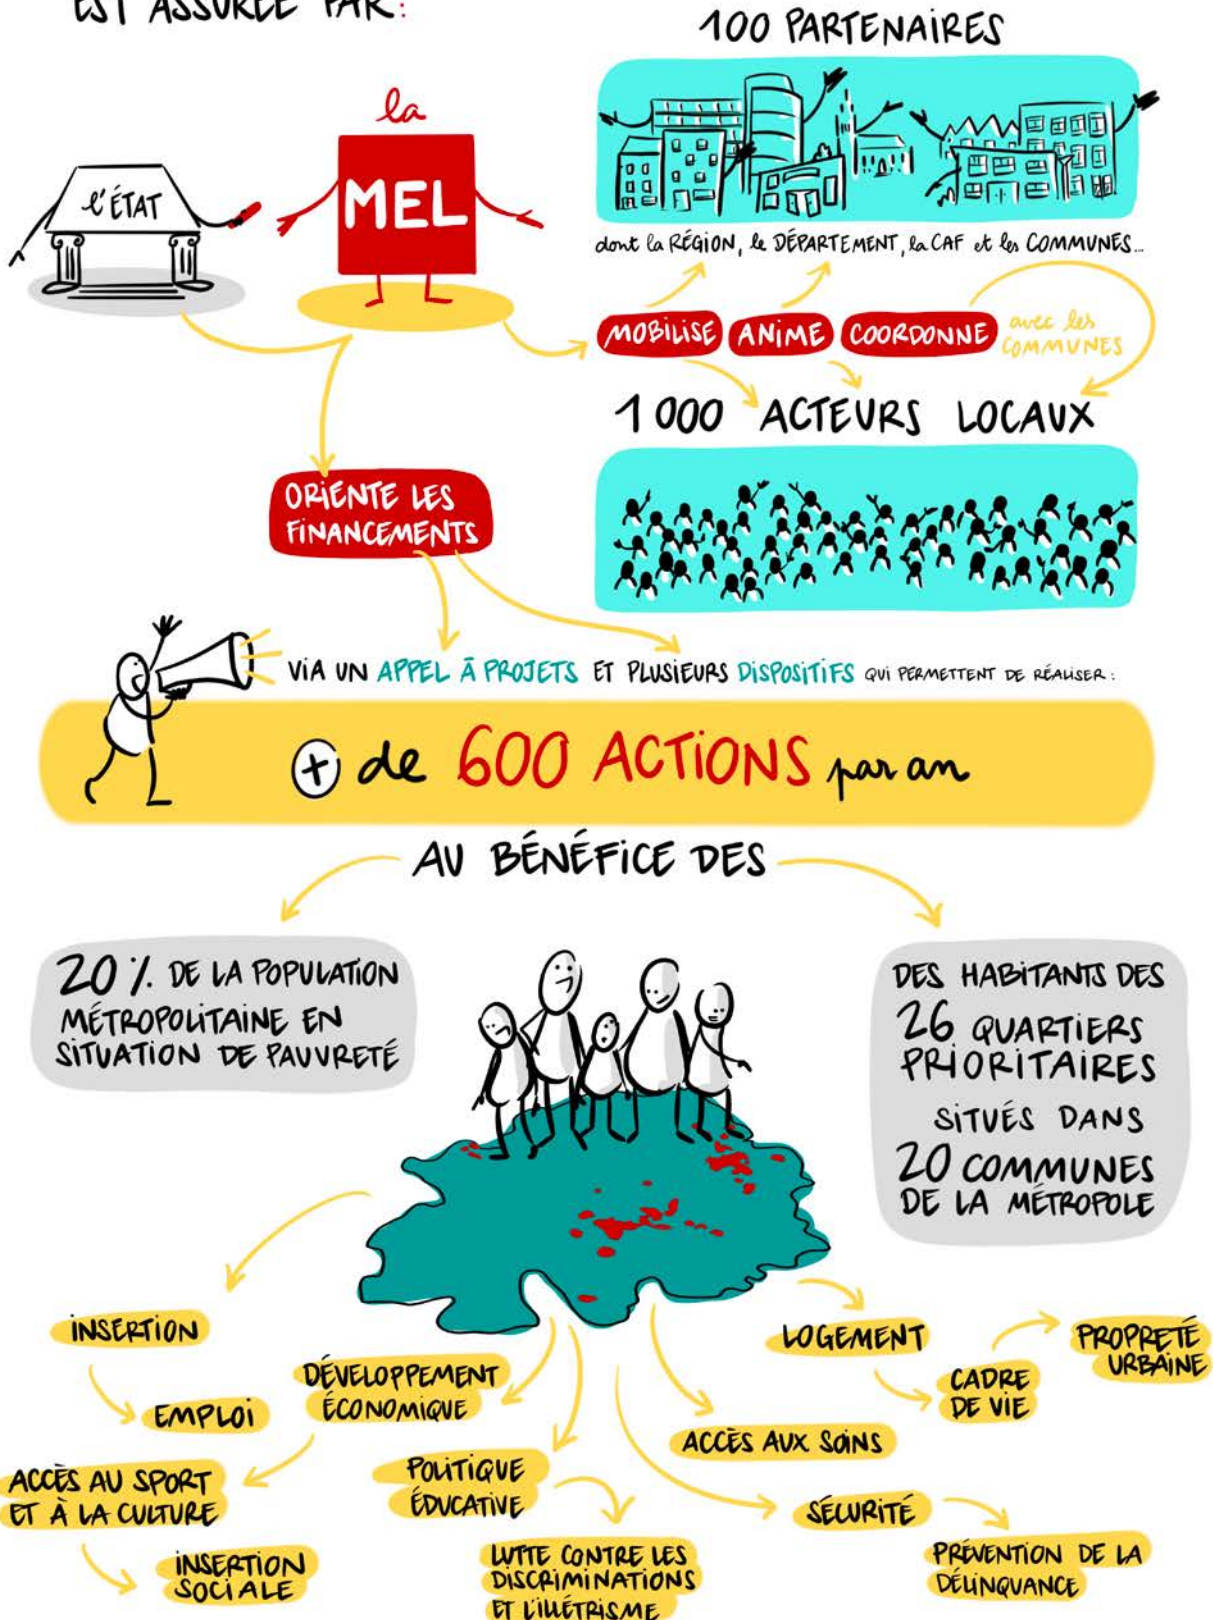 EST ASSURÉE PAR:
l'ÉTAT
la
MEL
100 PARTENAIRES
dont la RÉGION, le DÉPARTEMENT, la CAF et les COMMUNES...
MOBILISE ANIME COORDONNE avec les
COMMUNES
1000 ACTEURS LOCAUX
ORIENTE LES
FINANCEMENTS
VIA UN APPEL À PROJETS ET PLUSIEURS DISPOSITIFS QUI PERMETTENT DE RÉALISER :
+ de 600 ACTIONS par an
AU BÉNÉFICE DES
20 % DE LA POPULATION
MÉTROPOLITAINE EN
SITUATION DE PAUVRETÉ
DES HABITANTS DES
26 QUARTIERS
PRIORITAIRES
SITUÉS DANS
20 COMMUNES
DE LA MÉTROPOLE
INSERTION
EMPLOI
DÉVELOPPEMENT
ÉCONOMIQUE
ACCÈS AU SPORT
ET À LA CULTURE
INSERTION
SOCIALE
POLITIQUE
ÉDUCATIVE
LUTTE CONTRE LES
DISCRIMINATIONS
ET L'ILLÉTRISME
ACCÈS AUX SOINS
SÉCURITÉ
PRÉVENTION DE LA
DÉLINQUANCE
LOGEMENT
CADRE
DE VIE
PROPRETÉ
URBAINE